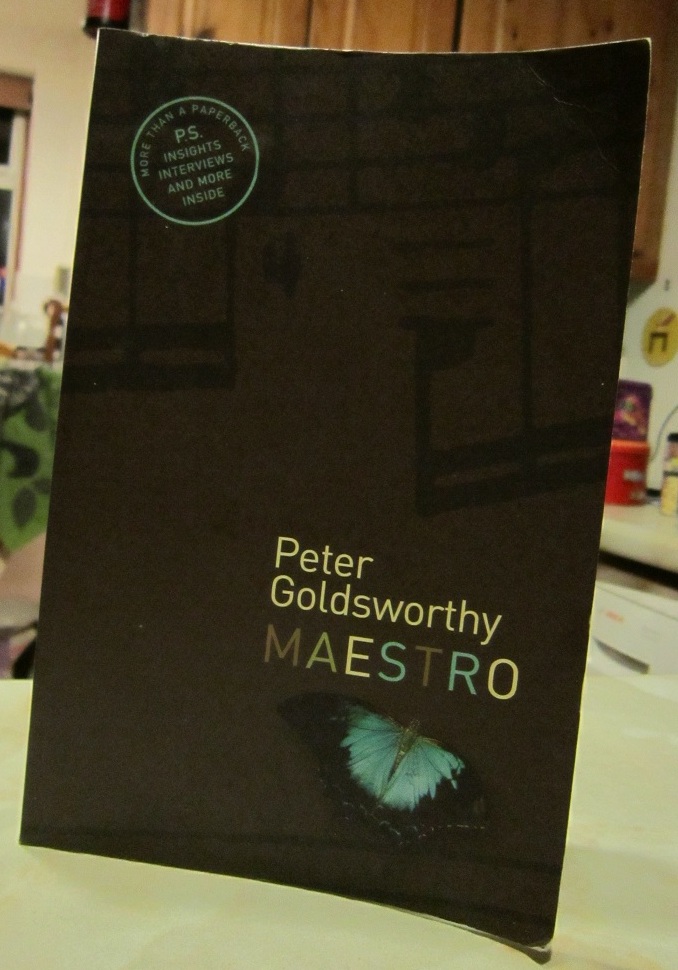 MORE THAN A PAPERBACK
P.S.
INSIGHTS
INTERVIEWS
AND MORE
INSIDE
Peter
Goldsworthy
MAESTRO